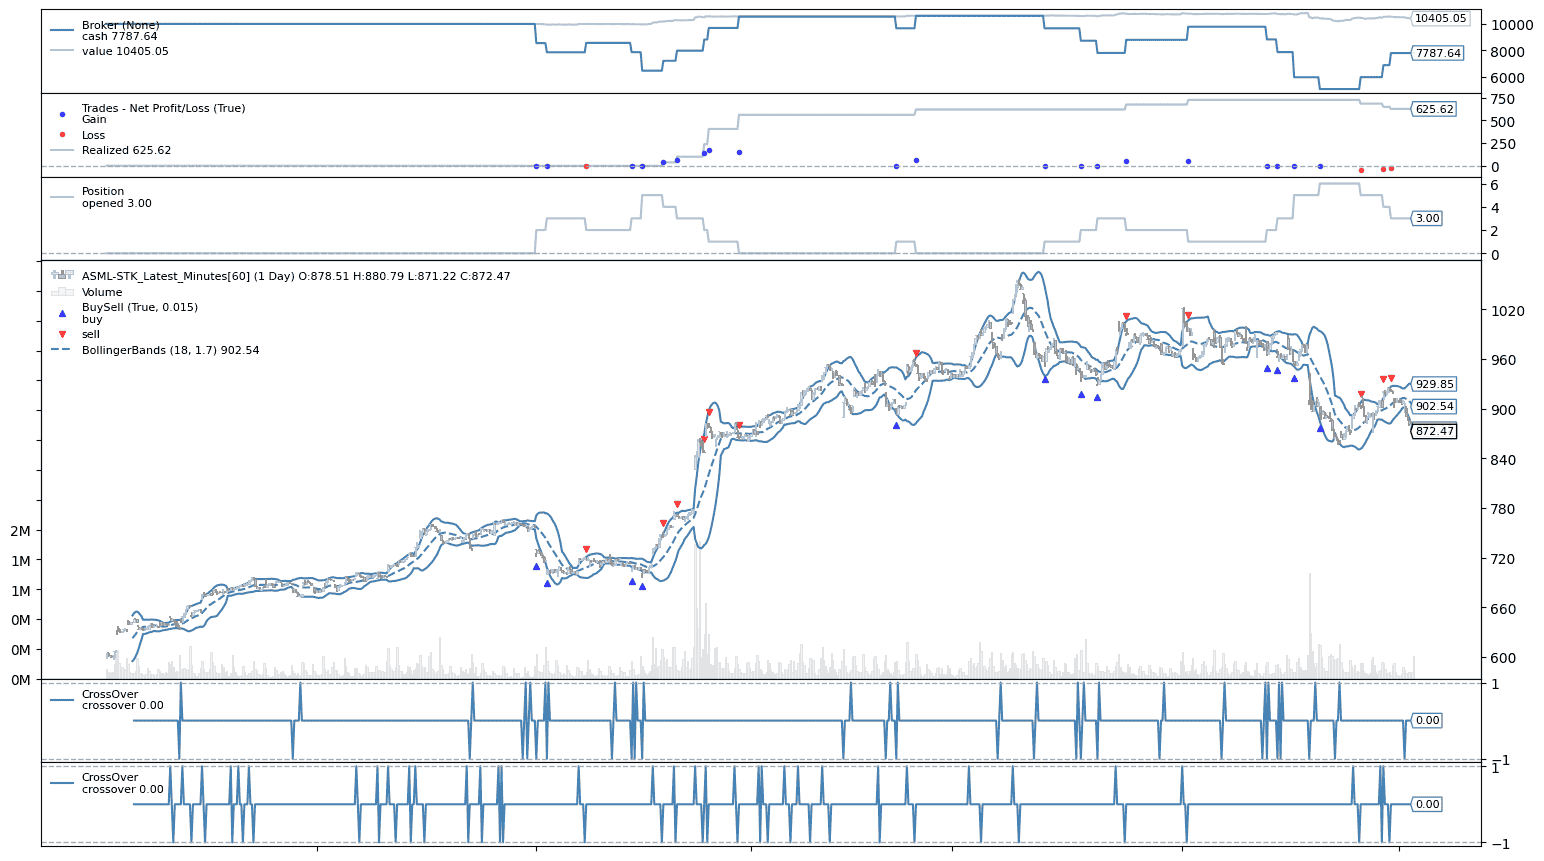 Broker (None)
cash 7787.64
value 10405.05
10405.05
10000
8000
7787.64
6000
Trades - Net Profit/Loss (True)
Gain
Loss
Realized 625.62
750
625.62
500
250
0
Position
opened 3.00
6
4
3.00
2
0
ASML-STK_Latest_Minutes[60] (1 Day) O:878.51 H:880.79 L:871.22 C:872.47
Volume
BuySell (True, 0.015)
buy
sell
BollingerBands (18, 1.7) 902.54
1020
960
929.85
902.54
900
872.47
840
780
720
660
600
2M
1M
1M
0M
0M
0M
CrossOver
crossover 0.00
1
0.00
−1
CrossOver
crossover 0.00
1
0.00
−1